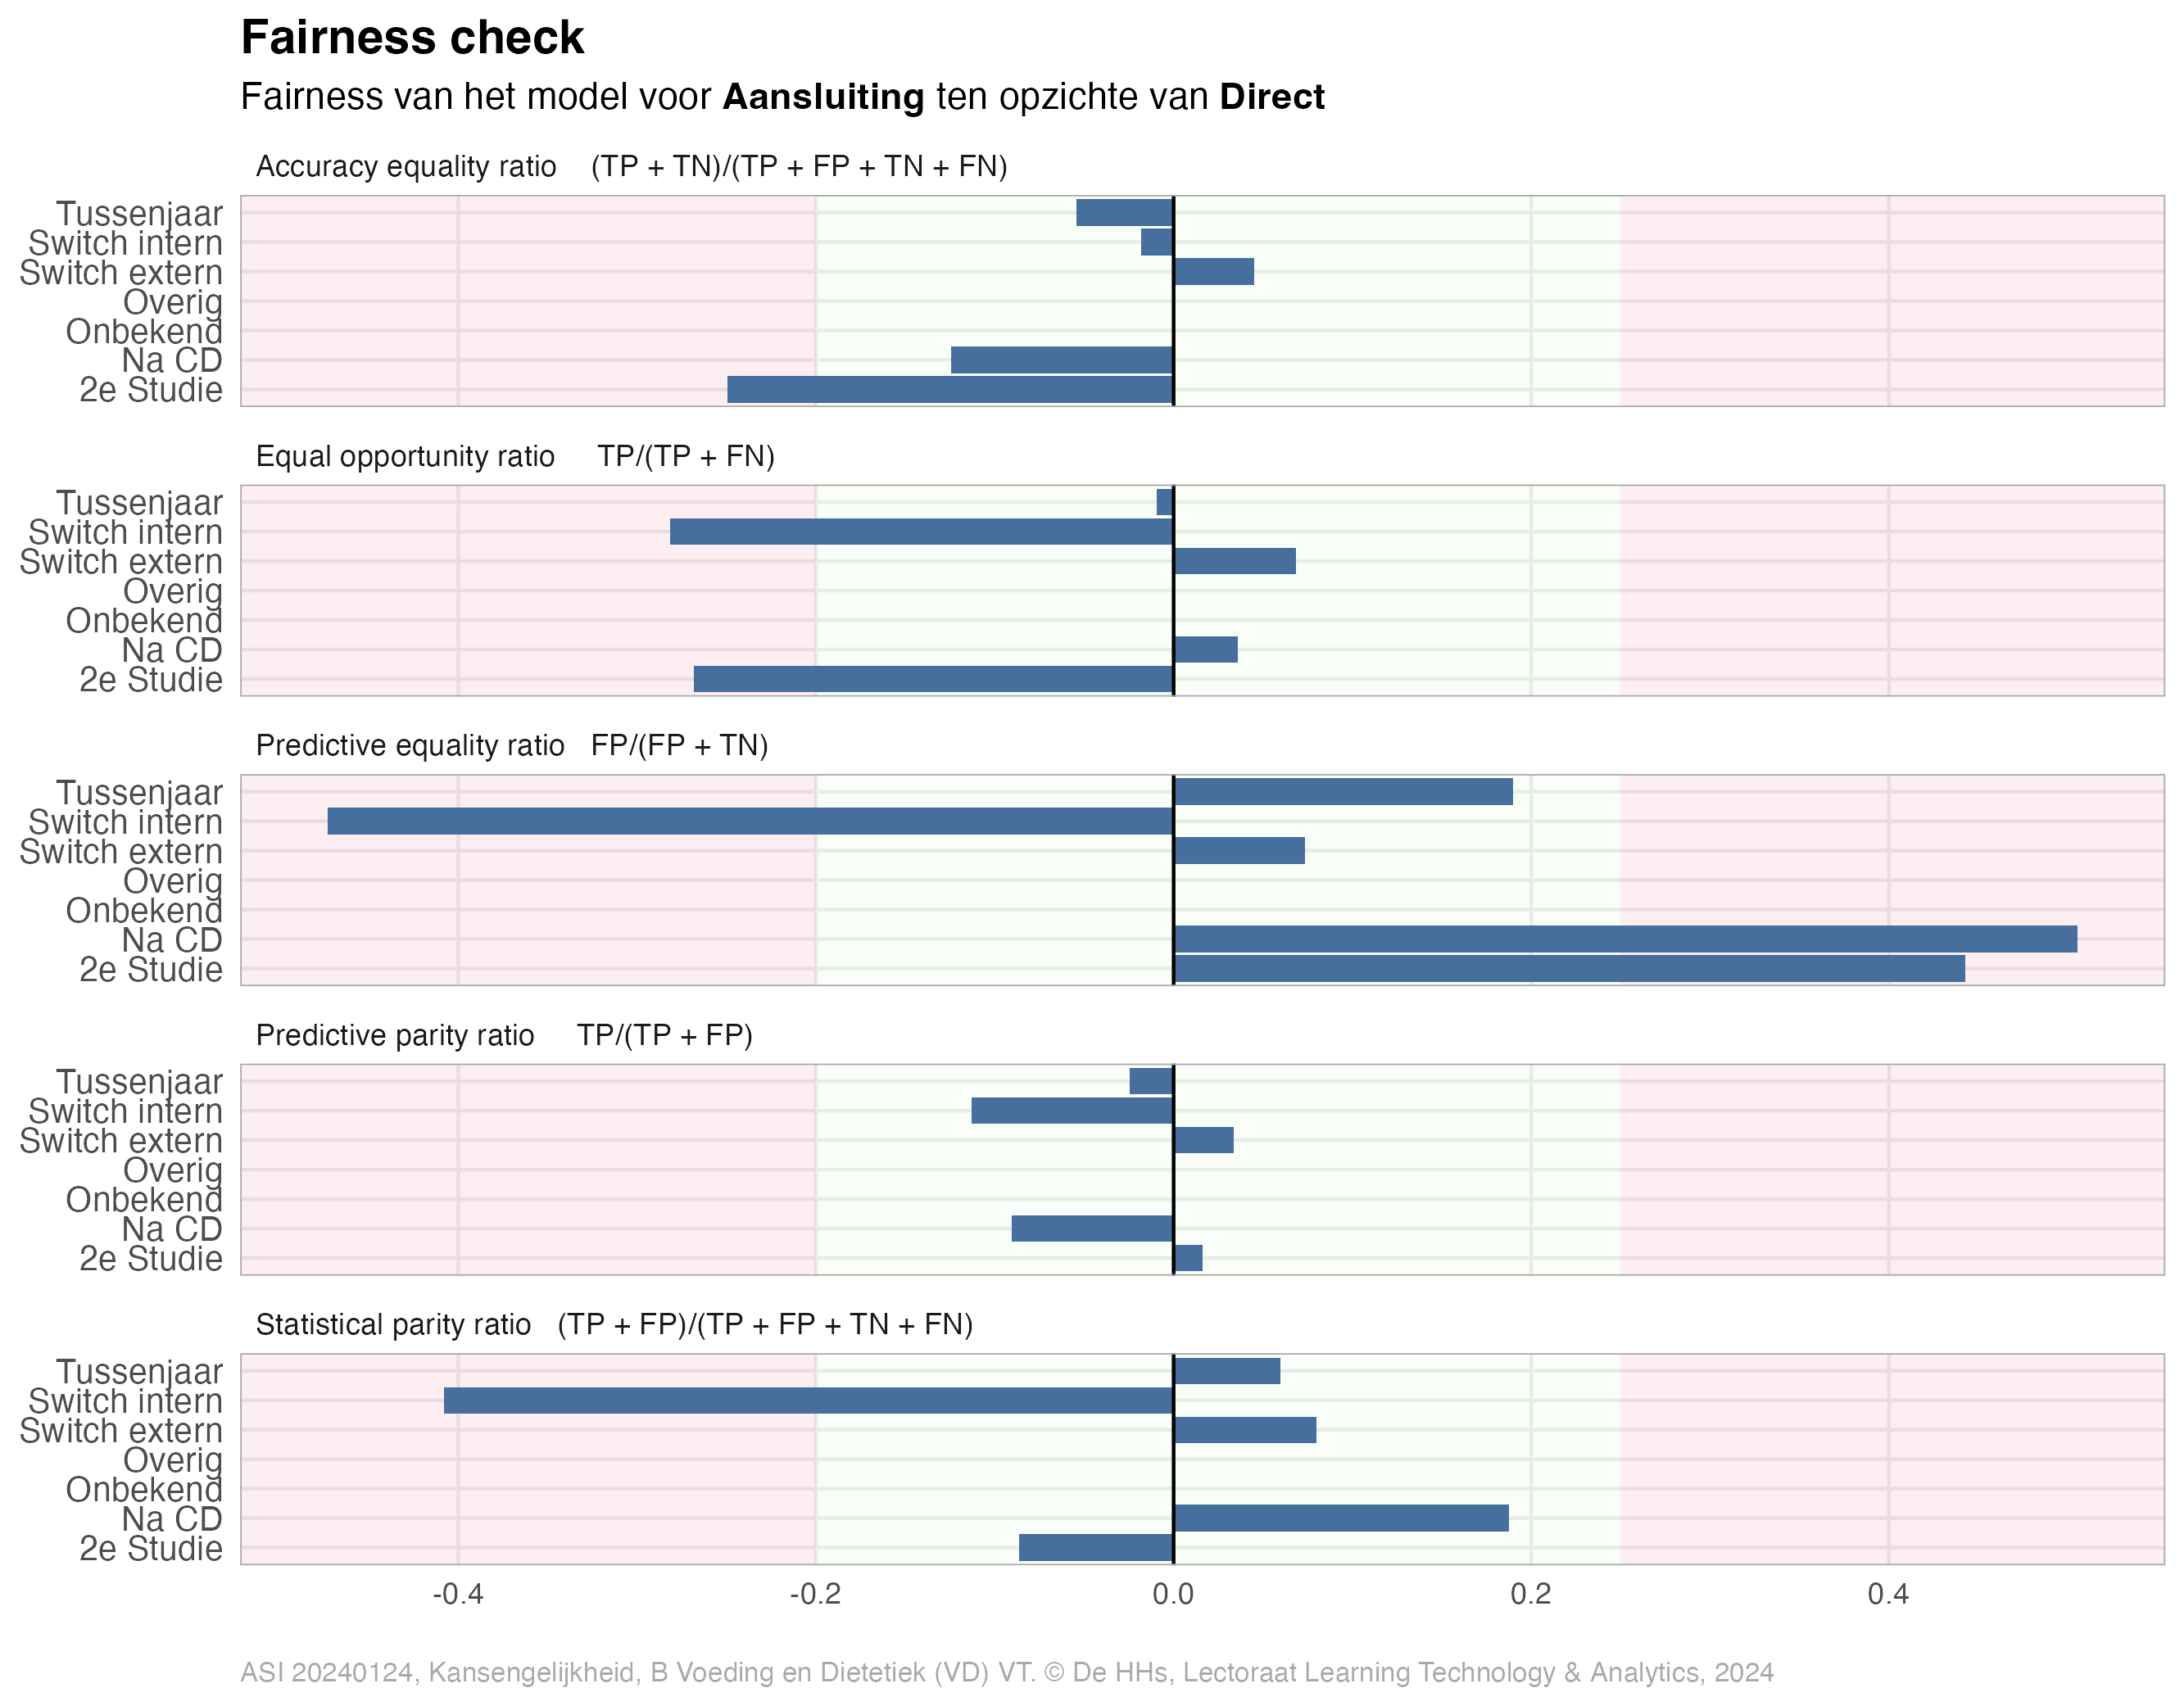 Fairness check
Fairness van het model voor Aansluiting ten opzichte van Direct
Accuracy equality ratio (TP + TN)/(TP + FP + TN + FN)
Tussenjaar
Switch intern
Switch extern
Overig
Onbekend
Na CD
2e Studie
Equal opportunity ratio TP/(TP + FN)
Tussenjaar
Switch intern
Switch extern
Overig
Onbekend
Na CD
2e Studie
Predictive equality ratio FP/(FP + TN)
Tussenjaar
Switch intern
Switch extern
Overig
Onbekend
Na CD
2e Studie
Predictive parity ratio TP/(TP + FP)
Tussenjaar
Switch intern
Switch extern
Overig
Onbekend
Na CD
2e Studie
Statistical parity ratio (TP + FP)/(TP + FP + TN + FN)
Tussenjaar
Switch intern
Switch extern
Overig
Onbekend
Na CD
2e Studie
-0.4 -0.2 0.0 0.2 0.4
ASI 20240124, Kansengelijkheid, B Voeding en Dietetiek (VD) VT. © De HHs, Lectoraat Learning Technology & Analytics, 2024